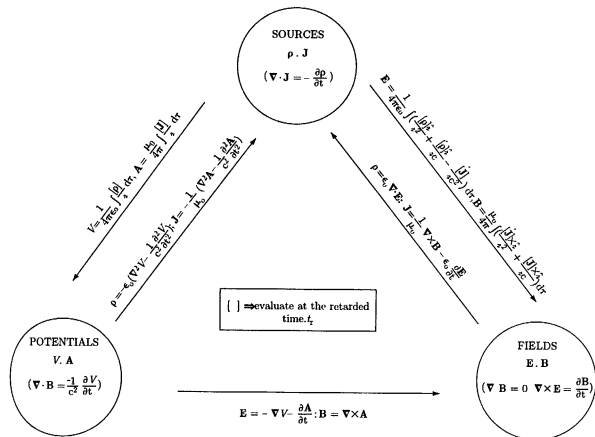 SOURCES
ρ . J
(∇·J = − ∂ρ/∂t)
V = 1/4πϵ₀ ∫ [ρ]/𝓇 dτ, A = μ₀/4π ∫ [J]/𝓇 dτ
ρ = −ϵ₀(∇²V − 1/c² ∂²V/∂t²); J = − 1/μ₀ (∇²A − 1/c² ∂²A/∂t²)
ρ = ϵ₀ ∇·E; J = 1/μ₀ ∇×B − ϵ₀ ∂E/∂t
E = 1/4πϵ₀ ∫([ρ]𝓇̂/𝓇² + [ρ̇]𝓇̂/𝓇c − [J̇]/𝓇c²) dτ, B = μ₀/4π ∫([J]×𝓇̂/𝓇² + [J̇]×𝓇̂/𝓇c) dτ
[ ] ⇒evaluate at the retarded
time.tᵣ
POTENTIALS
V. A
(∇·B = -1/c² ∂V/∂t)
FIELDS
E . B
(∇ B = 0 ∇×E = ∂B/∂t)
E = − ∇V− ∂A/∂t; B = ∇×A